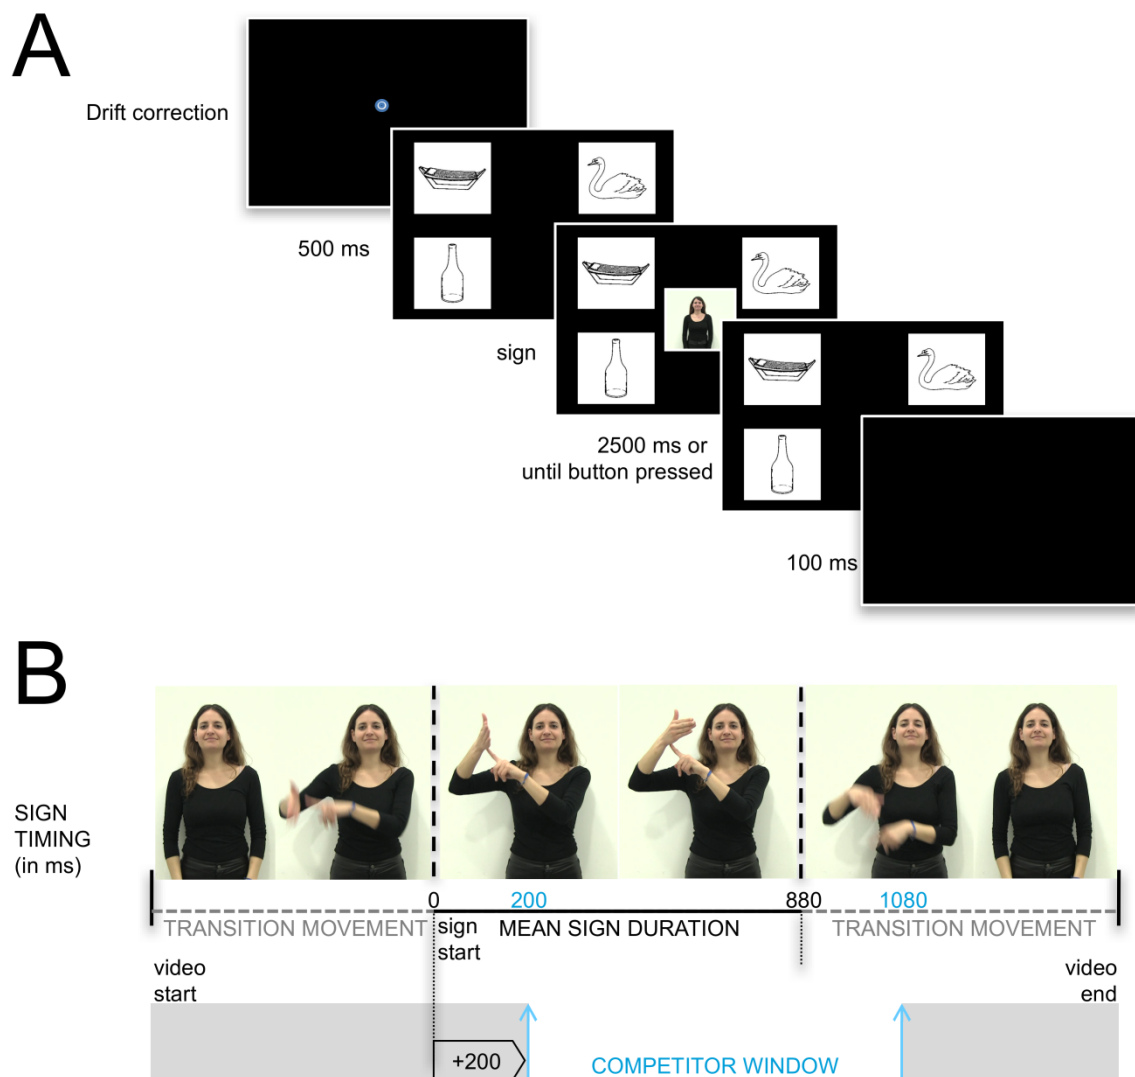 A
Drift correction
500 ms
sign
2500 ms or
until button pressed
100 ms
B
SIGN
TIMING
(in ms)
0 200 880 1080
TRANSITION MOVEMENT
sign
start
MEAN SIGN DURATION
TRANSITION MOVEMENT
video
start
video
end
+200
COMPETITOR WINDOW